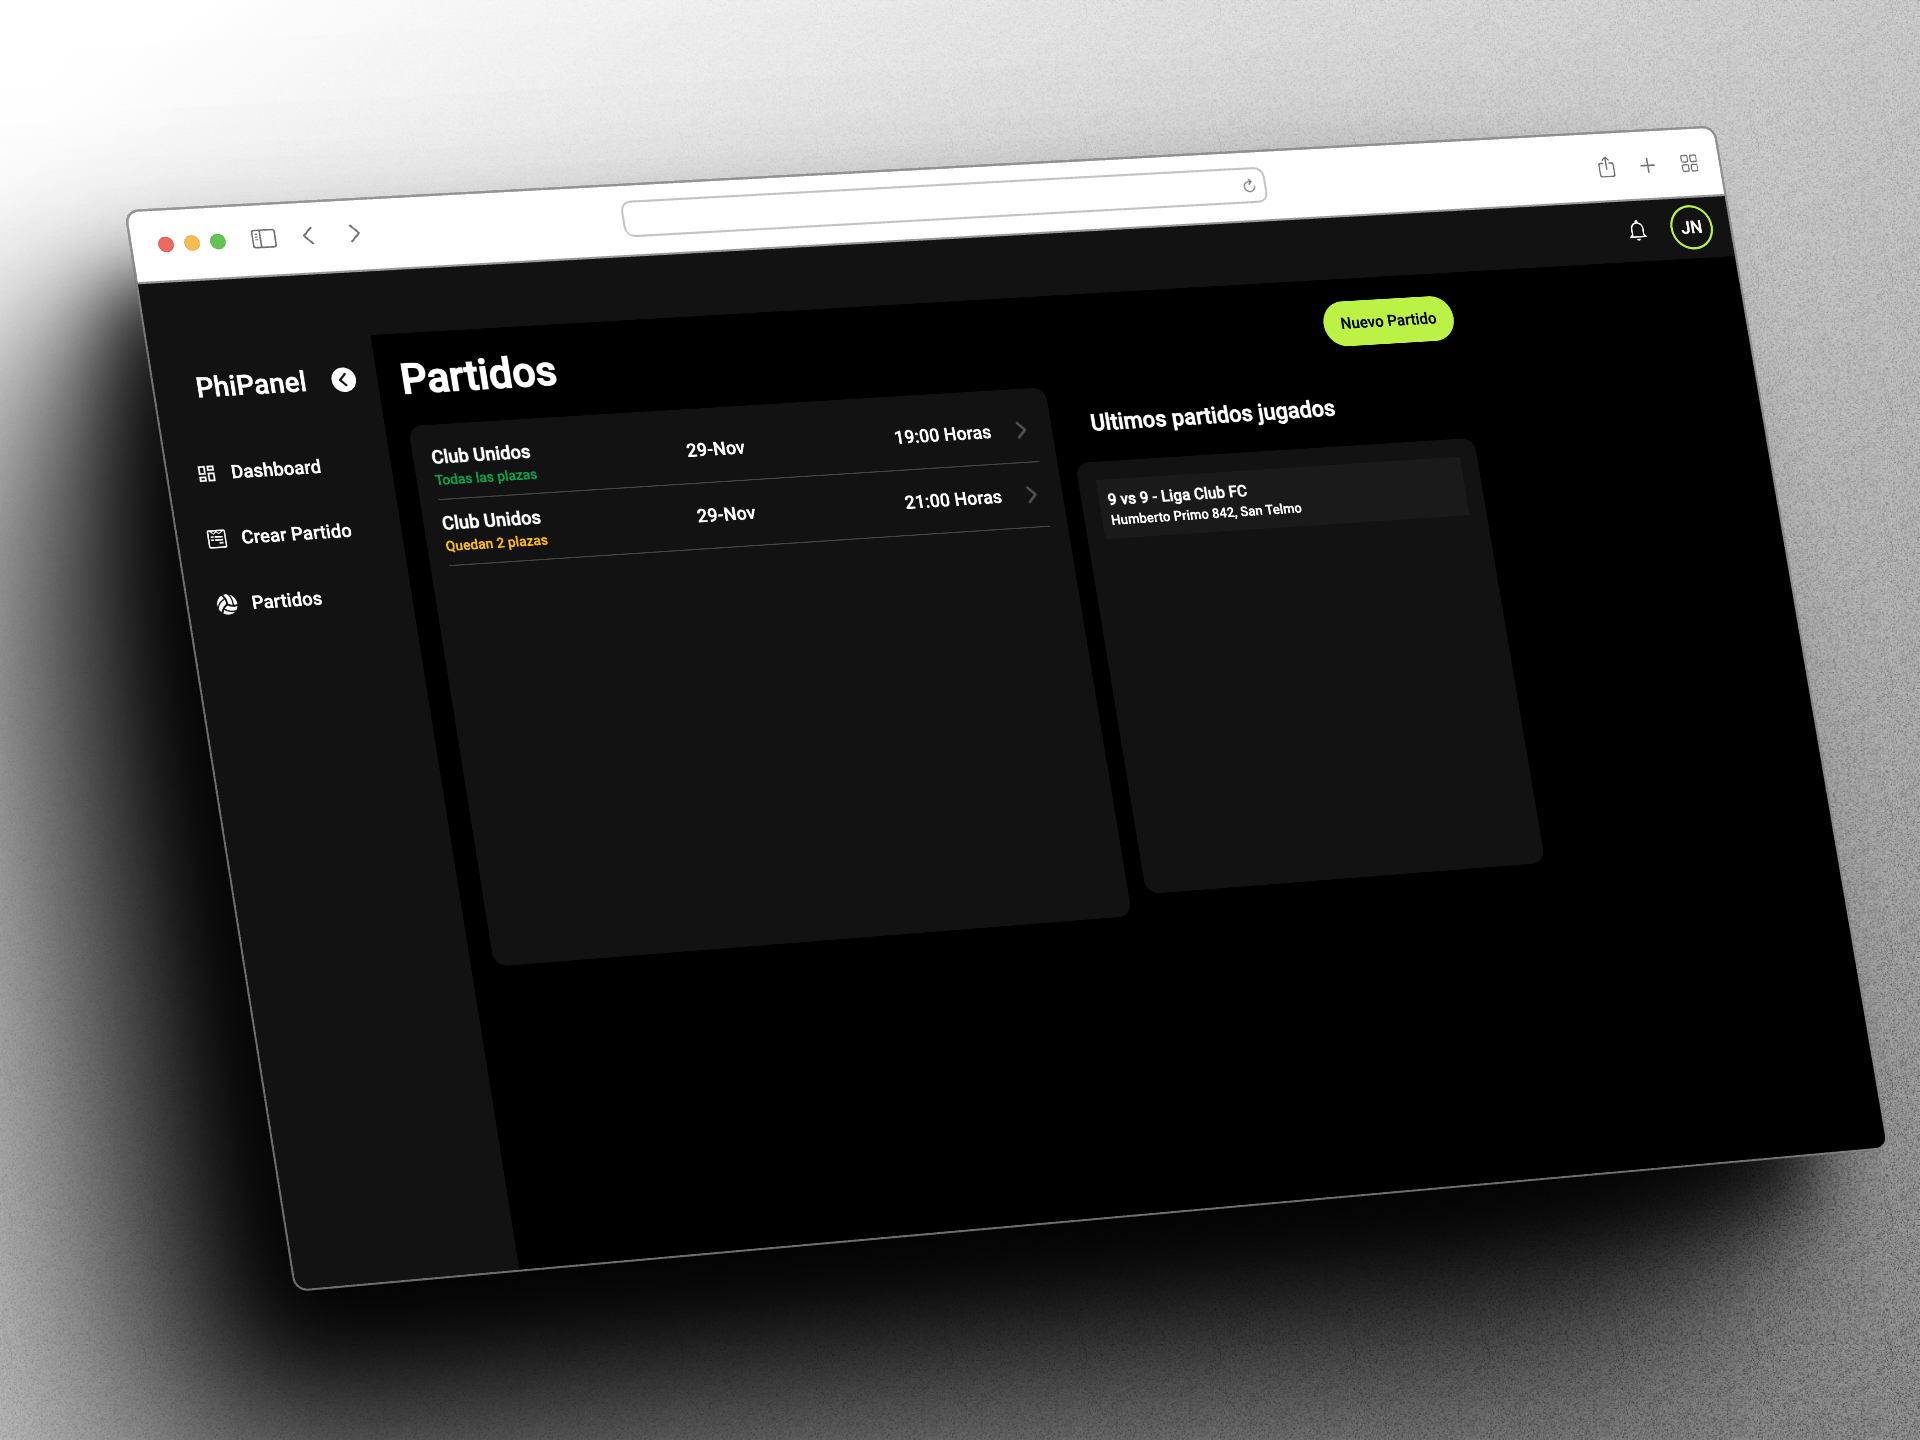 JN
PhiPanel
Dashboard
Crear Partido
Partidos
Partidos
Nuevo Partido
Club Unidos
Todas las plazas
29-Nov
19:00 Horas
Club Unidos
Quedan 2 plazas
29-Nov
21:00 Horas
Ultimos partidos jugados
9 vs 9 - Liga Club FC
Humberto Primo 842, San Telmo